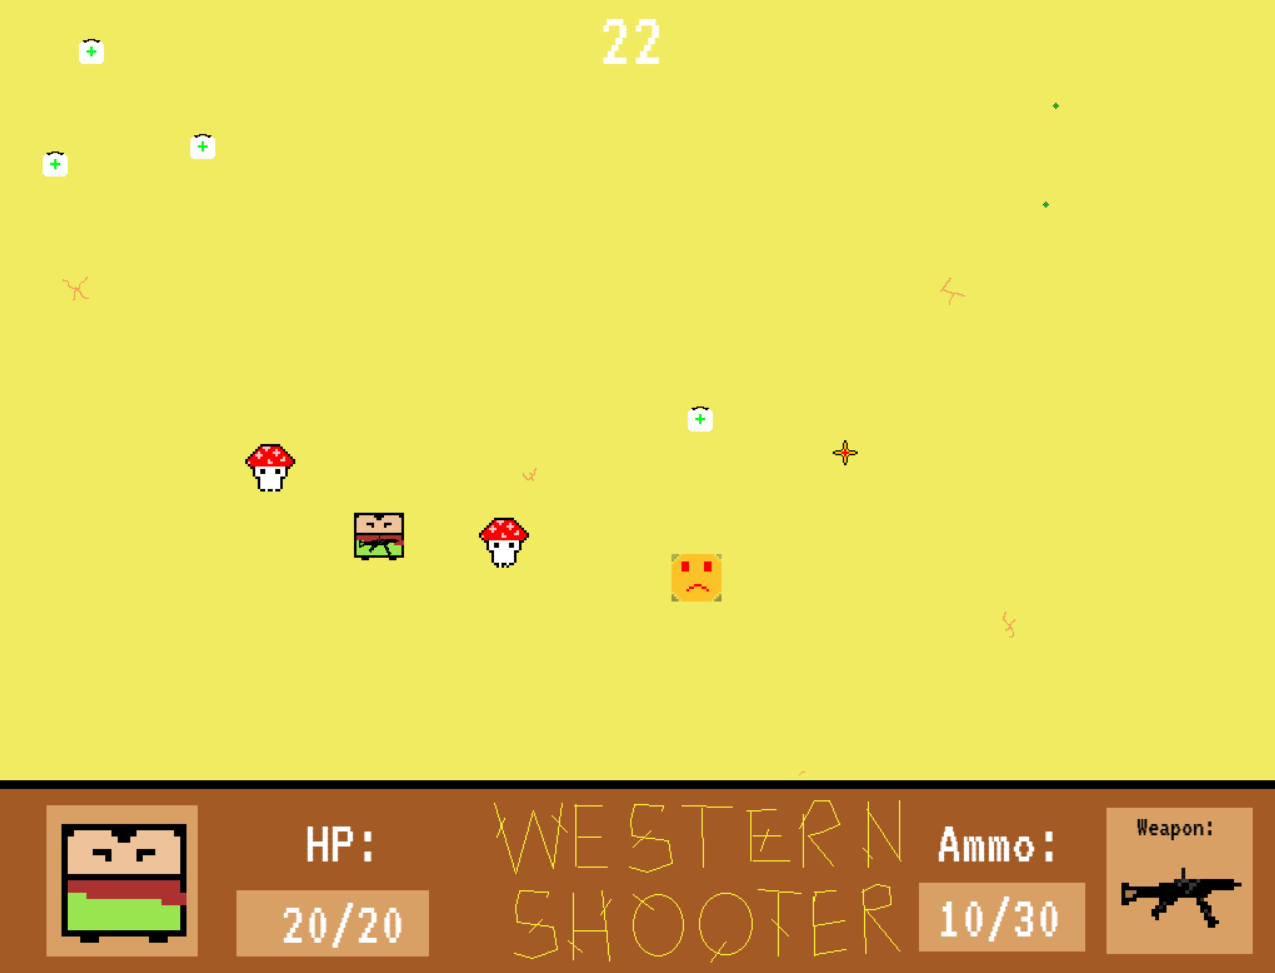 22
HP:
20/20
WESTERN
SHOOTER
Ammo:
10/30
Weapon: